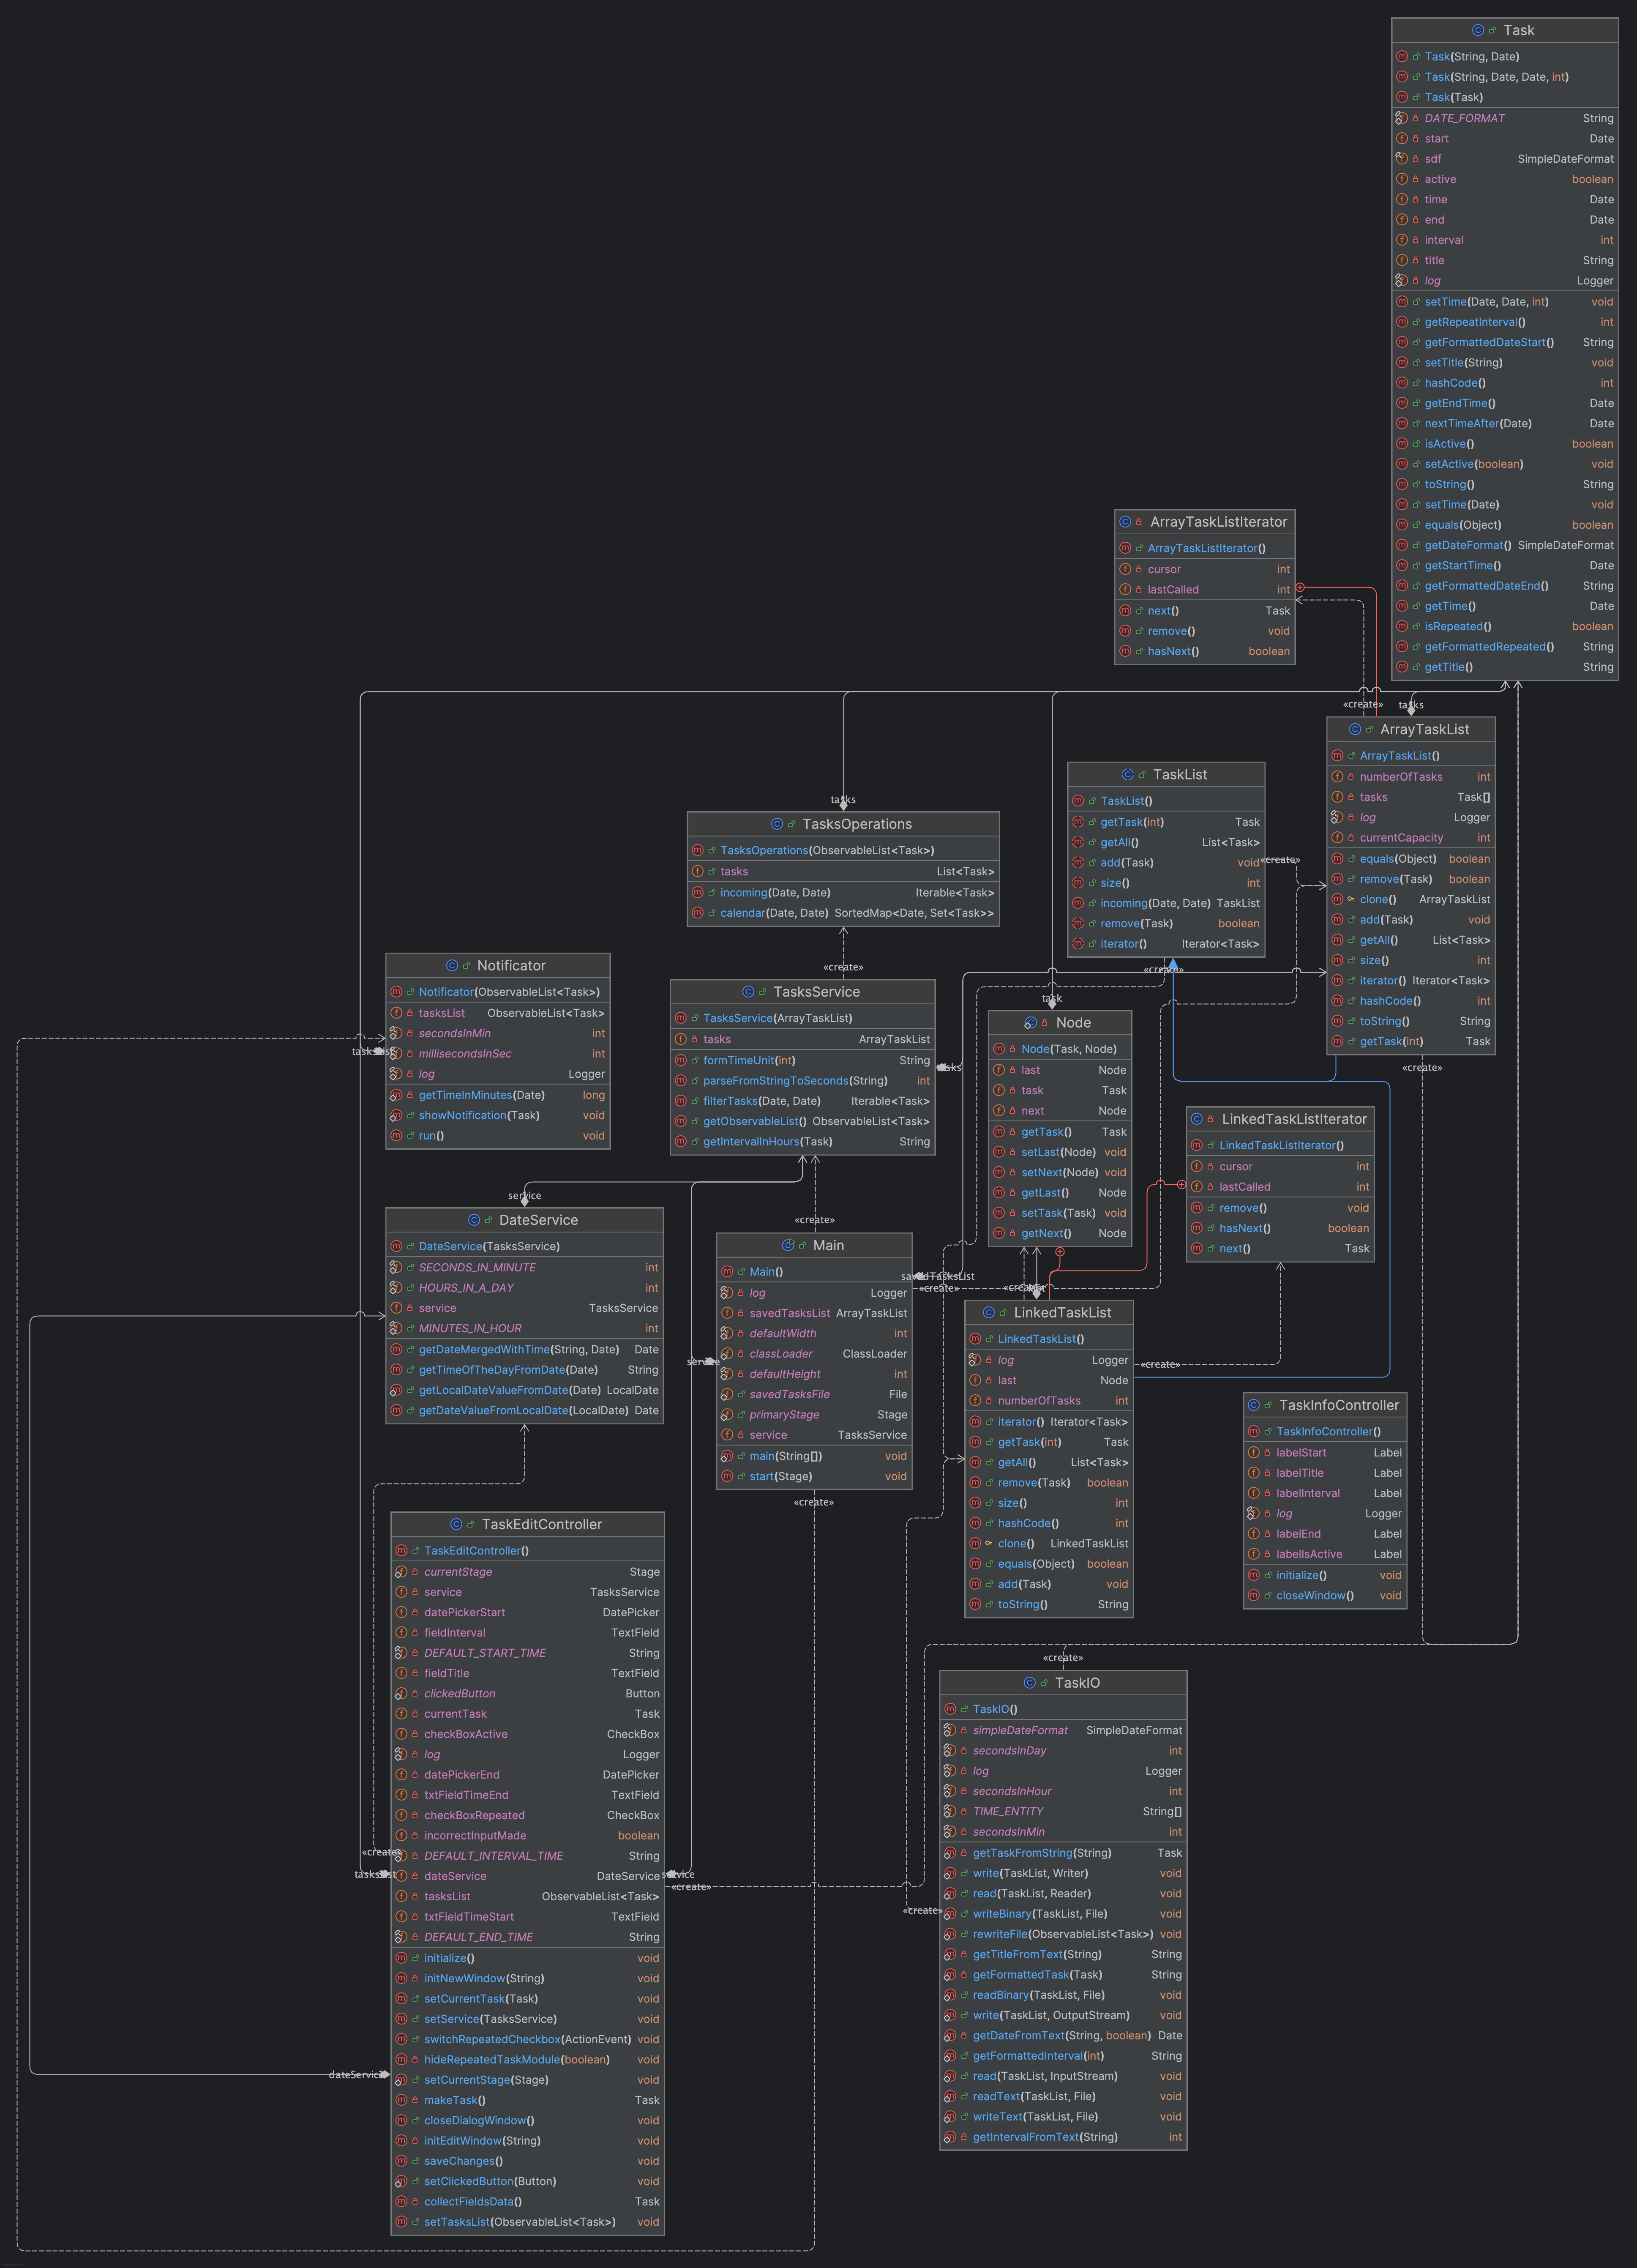 Task
Task(String, Date)
Task(String, Date, Date, int)
Task(Task)
DATE_FORMAT String
start Date
sdf SimpleDateFormat
active boolean
time Date
end Date
interval int
title String
log Logger
setTime(Date, Date, int) void
getRepeatInterval() int
getFormattedDateStart() String
setTitle(String) void
hashCode() int
getEndTime() Date
nextTimeAfter(Date) Date
isActive() boolean
setActive(boolean) void
toString() String
setTime(Date) void
equals(Object) boolean
getDateFormat() SimpleDateFormat
getStartTime() Date
getFormattedDateEnd() String
getTime() Date
isRepeated() boolean
getFormattedRepeated() String
getTitle() String
ArrayTaskListIterator
ArrayTaskListIterator()
cursor int
lastCalled int
next() Task
remove() void
hasNext() boolean
«create»
tasks
ArrayTaskList
ArrayTaskList()
numberOfTasks int
tasks Task[]
log Logger
currentCapacity int
equals(Object) boolean
remove(Task) boolean
clone() ArrayTaskList
add(Task) void
getAll() List<Task>
size() int
iterator() Iterator<Task>
hashCode() int
toString() String
getTask(int) Task
«create»
TaskList
TaskList()
getTask(int) Task
getAll() List<Task>
add(Task) void
size() int
incoming(Date, Date) TaskList
remove(Task) boolean
iterator() Iterator<Task>
«create»
«create»
tasks
TasksOperations
TasksOperations(ObservableList<Task>)
tasks List<Task>
incoming(Date, Date) Iterable<Task>
calendar(Date, Date) SortedMap<Date, Set<Task>>
«create»
Notificator
Notificator(ObservableList<Task>)
tasksList ObservableList<Task>
secondsInMin int
millisecondsInSec int
log Logger
getTimeInMinutes(Date) long
showNotification(Task) void
run() void
TasksService
TasksService(ArrayTaskList)
tasks ArrayTaskList
formTimeUnit(int) String
parseFromStringToSeconds(String) int
filterTasks(Date, Date) Iterable<Task>
getObservableList() ObservableList<Task>
getIntervalInHours(Task) String
task
Node
Node(Task, Node)
last Node
task Task
next Node
getTask() Task
setLast(Node) void
setNext(Node) void
getLast() Node
setTask(Task) void
getNext() Node
LinkedTaskListIterator
LinkedTaskListIterator()
cursor int
lastCalled int
remove() void
hasNext() boolean
next() Task
service
DateService
DateService(TasksService)
SECONDS_IN_MINUTE int
HOURS_IN_A_DAY int
service TasksService
MINUTES_IN_HOUR int
getDateMergedWithTime(String, Date) Date
getTimeOfTheDayFromDate(Date) String
getLocalDateValueFromDate(Date) LocalDate
getDateValueFromLocalDate(LocalDate) Date
«create»
Main
Main()
log Logger
savedTasksList ArrayTaskList
defaultWidth int
classLoader ClassLoader
defaultHeight int
savedTasksFile File
primaryStage Stage
service TasksService
main(String[]) void
start(Stage) void
savedTasksList
«create»
«create»
LinkedTaskList
LinkedTaskList()
log Logger
last Node
numberOfTasks int
iterator() Iterator<Task>
getTask(int) Task
getAll() List<Task>
remove(Task) boolean
size() int
hashCode() int
clone() LinkedTaskList
equals(Object) boolean
add(Task) void
toString() String
«create»
TaskInfoController
TaskInfoController()
labelStart Label
labelTitle Label
labelInterval Label
log Logger
labelEnd Label
labelIsActive Label
initialize() void
closeWindow() void
TaskEditController
TaskEditController()
currentStage Stage
service TasksService
datePickerStart DatePicker
fieldInterval TextField
DEFAULT_START_TIME String
fieldTitle TextField
clickedButton Button
currentTask Task
checkBoxActive CheckBox
log Logger
datePickerEnd DatePicker
txtFieldTimeEnd TextField
checkBoxRepeated CheckBox
incorrectInputMade boolean
DEFAULT_INTERVAL_TIME String
dateService DateService
tasksList ObservableList<Task>
txtFieldTimeStart TextField
DEFAULT_END_TIME String
initialize() void
initNewWindow(String) void
setCurrentTask(Task) void
setService(TasksService) void
switchRepeatedCheckbox(ActionEvent) void
hideRepeatedTaskModule(boolean) void
setCurrentStage(Stage) void
makeTask() Task
closeDialogWindow() void
initEditWindow(String) void
saveChanges() void
setClickedButton(Button) void
collectFieldsData() Task
setTasksList(ObservableList<Task>) void
«create»
«create»
dateService
«create»
TaskIO
TaskIO()
simpleDateFormat SimpleDateFormat
secondsInDay int
log Logger
secondsInHour int
TIME_ENTITY String[]
secondsInMin int
getTaskFromString(String) Task
write(TaskList, Writer) void
read(TaskList, Reader) void
writeBinary(TaskList, File) void
rewriteFile(ObservableList<Task>) void
getTitleFromText(String) String
getFormattedTask(Task) String
readBinary(TaskList, File) void
write(TaskList, OutputStream) void
getDateFromText(String, boolean) Date
getFormattedInterval(int) String
read(TaskList, InputStream) void
readText(TaskList, File) void
writeText(TaskList, File) void
getIntervalFromText(String) int
«create»